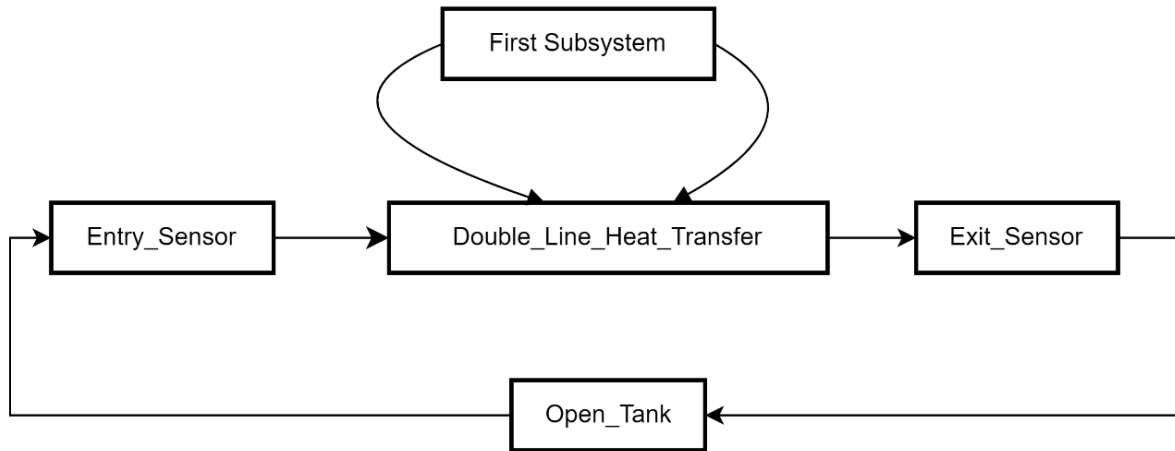 First Subsystem
Entry_Sensor
Double_Line_Heat_Transfer
Exit_Sensor
Open_Tank